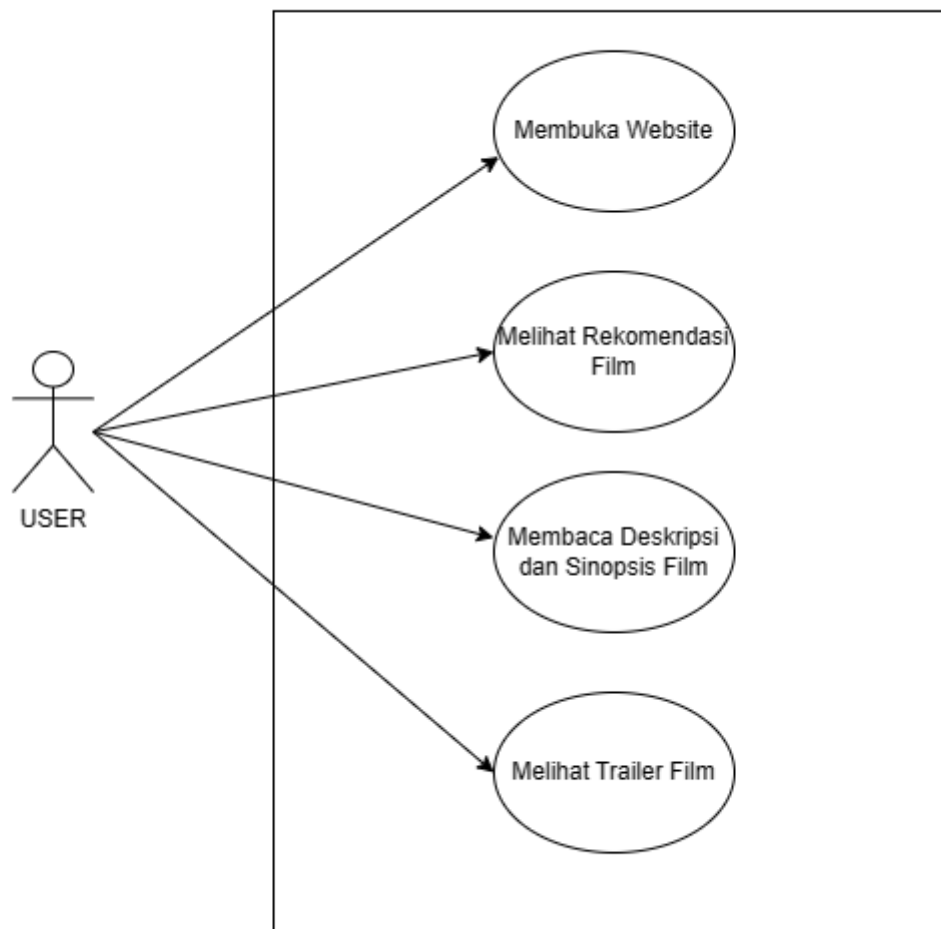 Membuka Website
Melihat Rekomendasi
Film
USER
Membaca Deskripsi
dan Sinopsis Film
Melihat Trailer Film